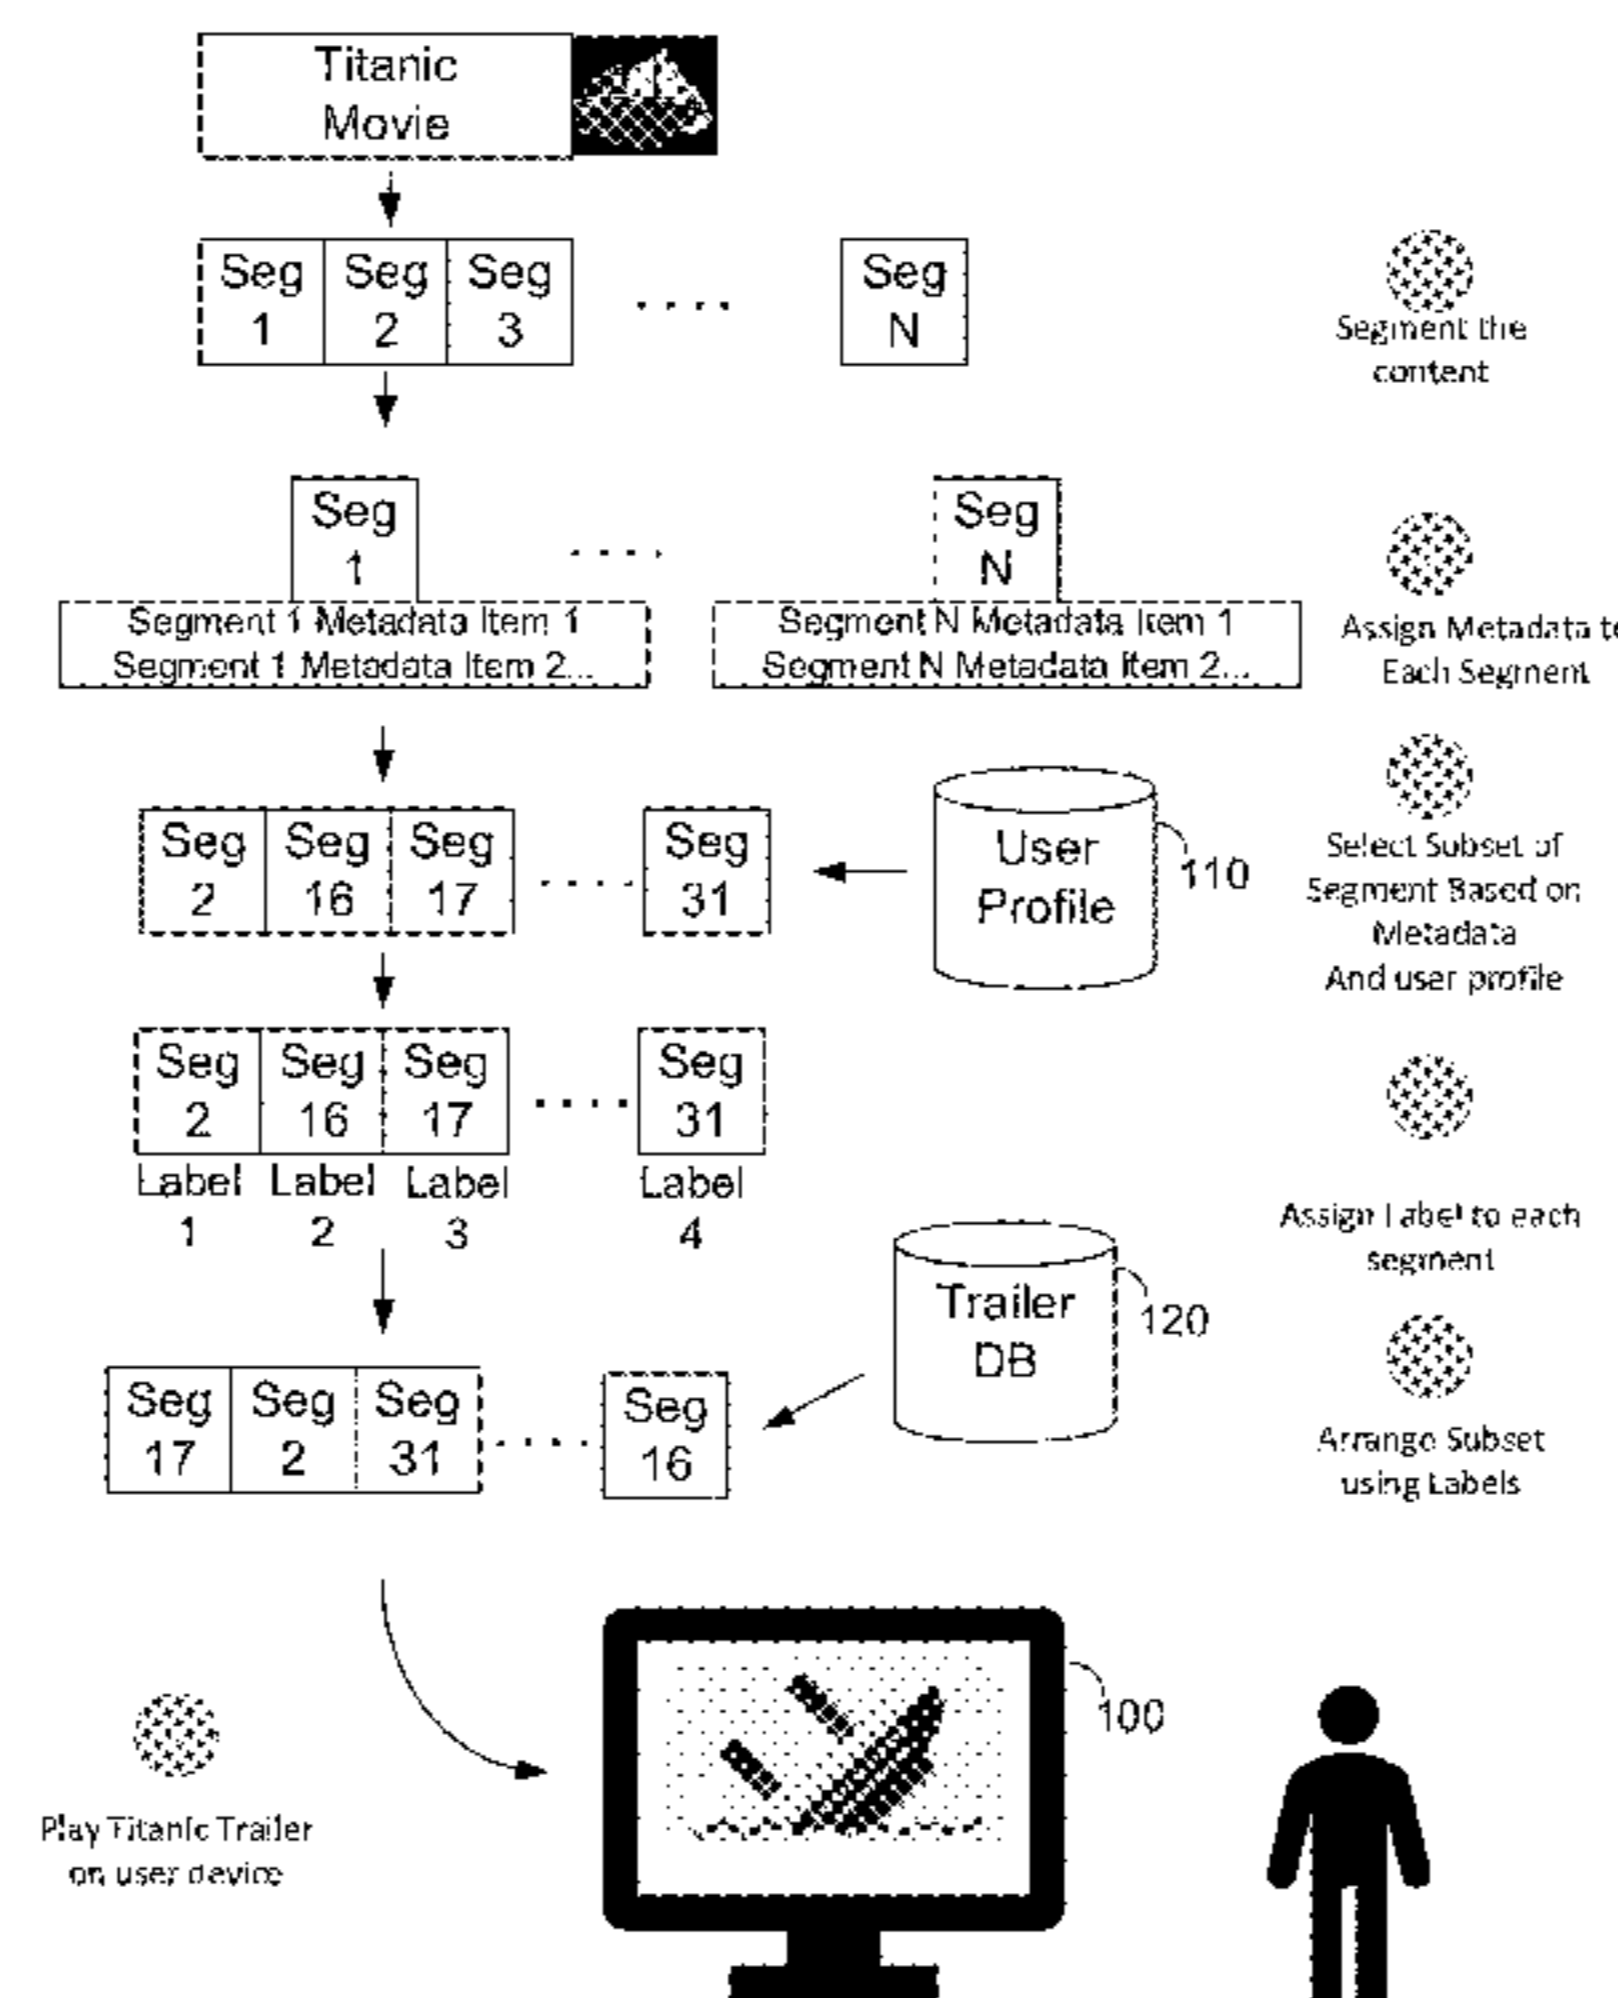 Titanic
Movie
Seg Seg Seg Seg
1 2 3 .... N
Segment the
content
Seg Seg
1 .... N
Segment 1 Metadata Item 1
Segment 1 Metadata Item 2...
Segment N Metadata Item 1
Segment N Metadata Item 2...
Assign Metadata to
Each Segment
Seg Seg Seg Seg
2 16 17 ..... 31
User
Profile
110
Select Subset of
Segment Based on
Metadata
And user profile
Seg Seg Seg Seg
2 16 17 .... 31
Label Label Label Label
1 2 3 4
Assign Label to each
segment
Trailer
DB
120
Seg Seg Seg Seg
17 2 31 ..... 16
Arrange Subset
using Labels
100
Play Titanic Trailer
on user device